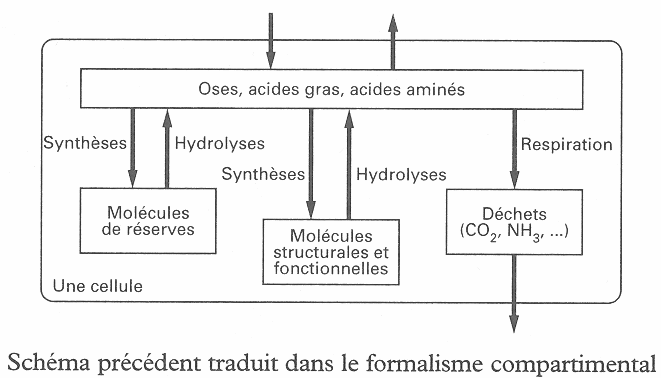 Oses, acides gras, acides aminés
Synthèses
Hydrolyses
Synthèses
Hydrolyses
Respiration
Molécules
de réserves
Molécules
structurales et
fonctionnelles
Déchets
(CO₂, NH₃, ...)
Une cellule
Schéma précédent traduit dans le formalisme compartimental